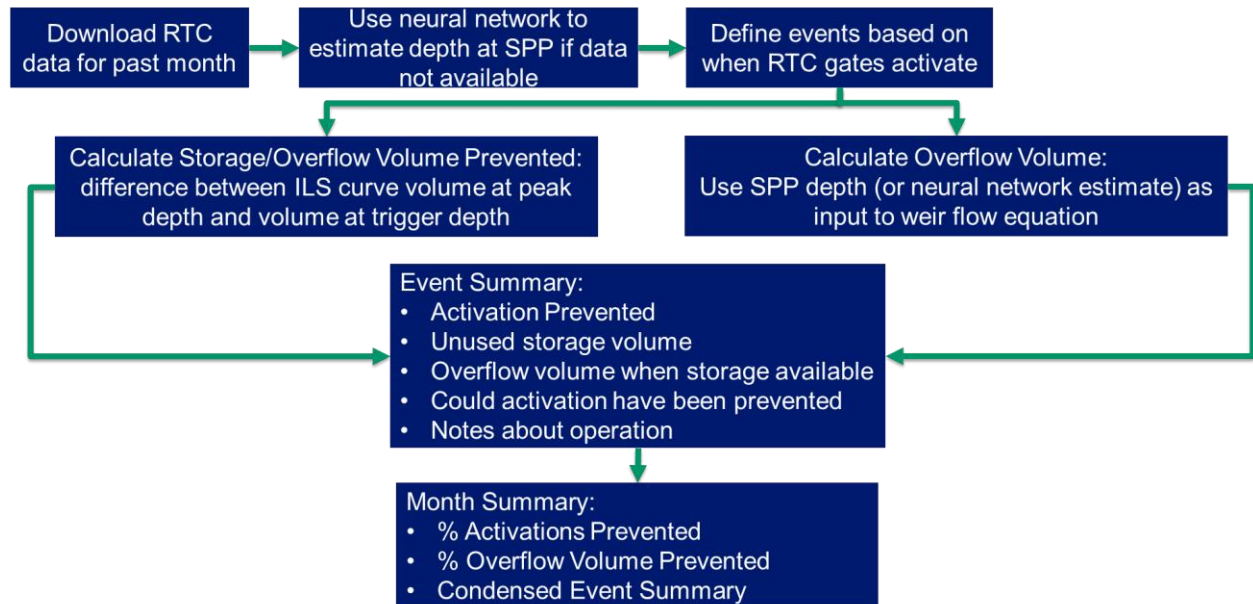 Download RTC
data for past month
Use neural network to
estimate depth at SPP if data
not available
Define events based on
when RTC gates activate
Calculate Storage/Overflow Volume Prevented:
difference between ILS curve volume at peak
depth and volume at trigger depth
Calculate Overflow Volume:
Use SPP depth (or neural network estimate) as
input to weir flow equation
Event Summary:
• Activation Prevented
• Unused storage volume
• Overflow volume when storage available
• Could activation have been prevented
• Notes about operation
Month Summary:
• % Activations Prevented
• % Overflow Volume Prevented
• Condensed Event Summary